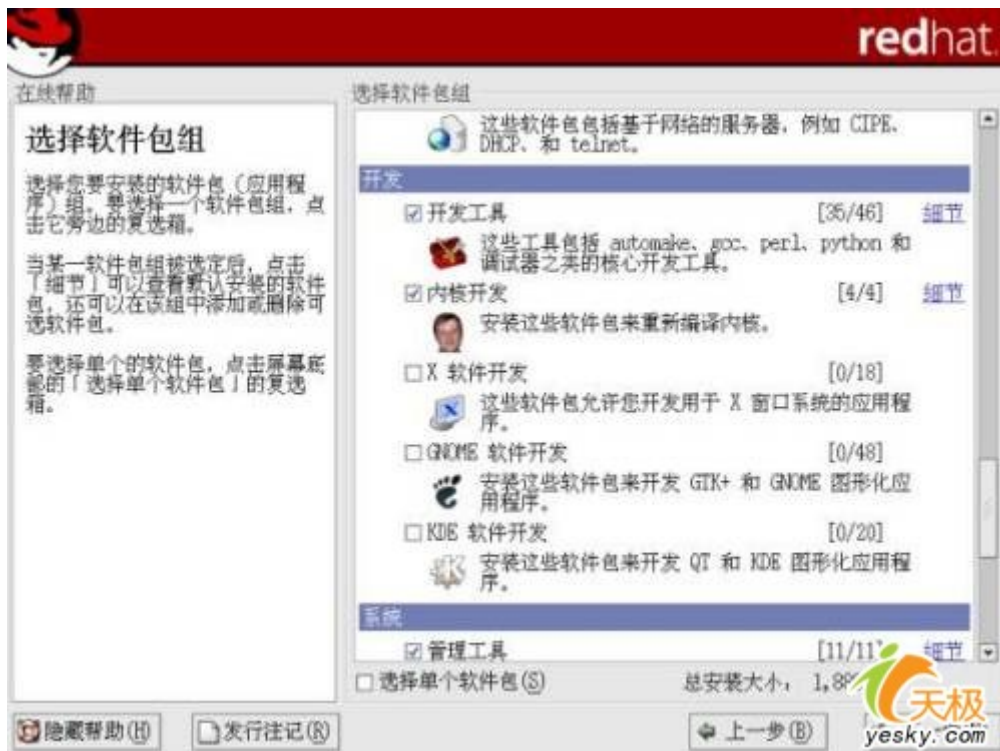 redhat.
在线帮助
选择软件包组
选择您要安装的软件包（应用程
序）组。要选择一个软件包组，点
击它旁边的复选箱。
当某一软件包组被选定后，点击
「细节」可以查看默认安装的软件
包，还可以在该组中添加或删除可
选软件包。
要选择单个的软件包，点击屏幕底
部的「选择单个软件包」的复选
箱。
选择软件包组
这些软件包包括基于网络的服务器，例如 CIPE、
DHCP、和 telnet。
开发
开发工具 [35/46] 细节
这些工具包括 automake、gcc、perl、python 和
调试器之类的核心开发工具。
内核开发 [4/4] 细节
安装这些软件包来重新编译内核。
X 软件开发 [0/18]
这些软件包允许您开发用于 X 窗口系统的应用程
序。
GNOME 软件开发 [0/48]
安装这些软件包来开发 GTK+ 和 GNOME 图形化应
用程序。
KDE 软件开发 [0/20]
安装这些软件包来开发 QT 和 KDE 图形化应用程
序。
系统
管理工具 [11/11] 细节
选择单个软件包(S) 总安装大小： 1,88
隐藏帮助(H) 发行注记(R) 上一步(B)
天极
yesky.com